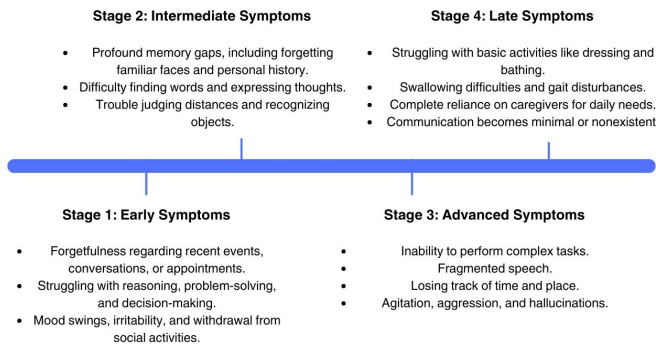 Stage 2: Intermediate Symptoms
• Profound memory gaps, including forgetting
familiar faces and personal history.
• Difficulty finding words and expressing thoughts.
• Trouble judging distances and recognizing
objects.
Stage 4: Late Symptoms
• Struggling with basic activities like dressing and
bathing.
• Swallowing difficulties and gait disturbances.
• Complete reliance on caregivers for daily needs.
• Communication becomes minimal or nonexistent
Stage 1: Early Symptoms
• Forgetfulness regarding recent events,
conversations, or appointments.
• Struggling with reasoning, problem-solving,
and decision-making.
• Mood swings, irritability, and withdrawal from
social activities.
Stage 3: Advanced Symptoms
• Inability to perform complex tasks.
• Fragmented speech.
• Losing track of time and place.
• Agitation, aggression, and hallucinations.